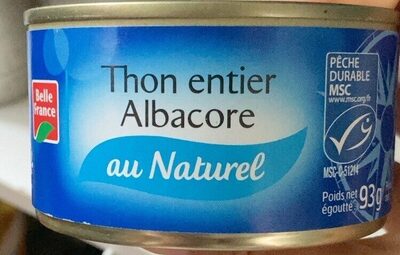 Belle
France
Thon entier
Albacore
au Naturel
PÊCHE
DURABLE
MSC
www.msc.org/fr
MSC-C-51214
Poids net
égoutté : 93g